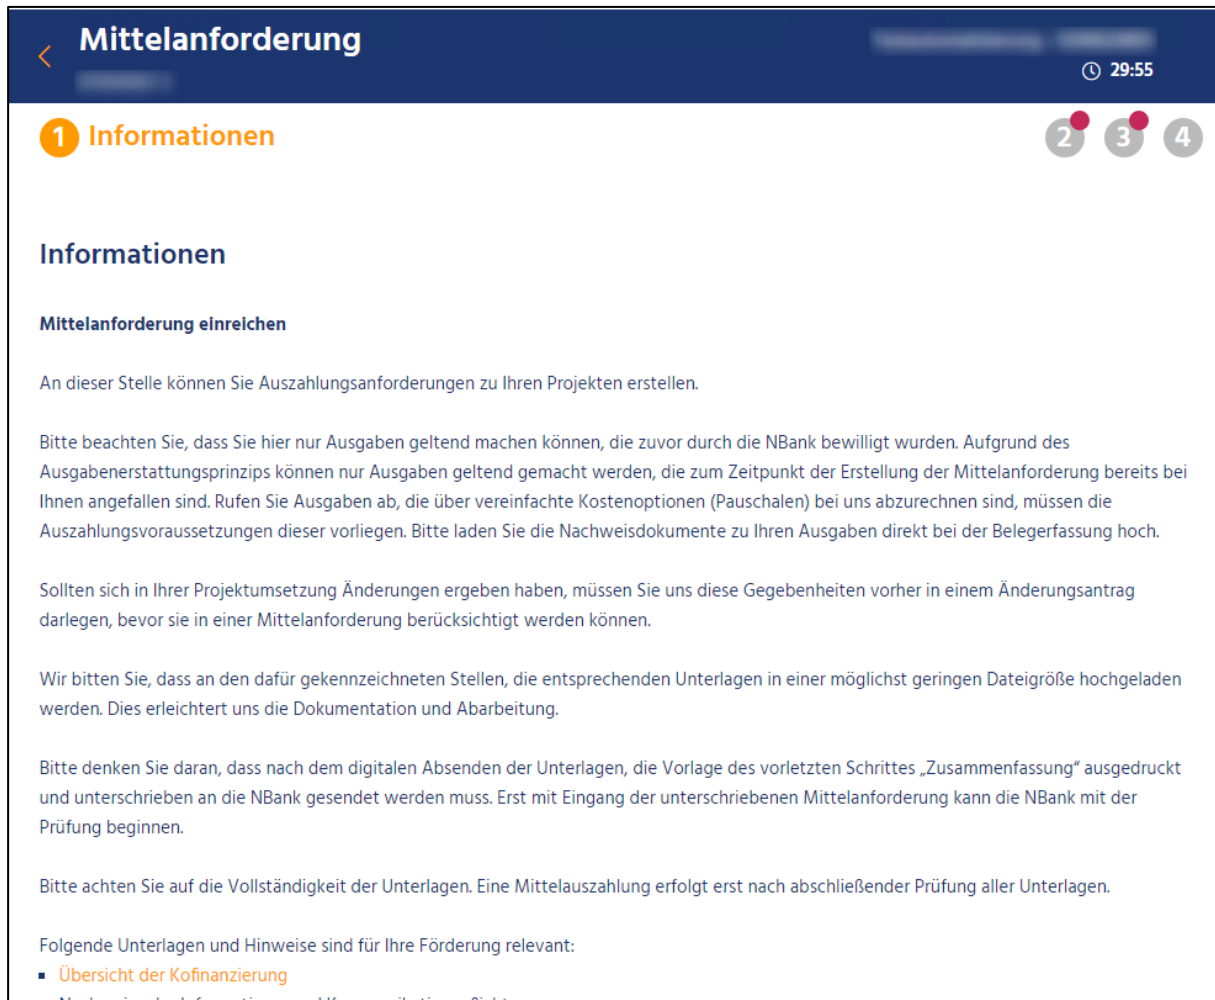 Mittelanforderung
29:55
1 Informationen
2 3 4
Informationen
Mittelanforderung einreichen
An dieser Stelle können Sie Auszahlungsanforderungen zu Ihren Projekten erstellen.
Bitte beachten Sie, dass Sie hier nur Ausgaben geltend machen können, die zuvor durch die NBank bewilligt wurden. Aufgrund des
Ausgabenerstattungsprinzips können nur Ausgaben geltend gemacht werden, die zum Zeitpunkt der Erstellung der Mittelanforderung bereits bei
Ihnen angefallen sind. Rufen Sie Ausgaben ab, die über vereinfachte Kostenoptionen (Pauschalen) bei uns abzurechnen sind, müssen die
Auszahlungsvoraussetzungen dieser vorliegen. Bitte laden Sie die Nachweisdokumente zu Ihren Ausgaben direkt bei der Belegerfassung hoch.
Sollten sich in Ihrer Projektumsetzung Änderungen ergeben haben, müssen Sie uns diese Gegebenheiten vorher in einem Änderungsantrag
darlegen, bevor sie in einer Mittelanforderung berücksichtigt werden können.
Wir bitten Sie, dass an den dafür gekennzeichneten Stellen, die entsprechenden Unterlagen in einer möglichst geringen Dateigröße hochgeladen
werden. Dies erleichtert uns die Dokumentation und Abarbeitung.
Bitte denken Sie daran, dass nach dem digitalen Absenden der Unterlagen, die Vorlage des vorletzten Schrittes „Zusammenfassung“ ausgedruckt
und unterschrieben an die NBank gesendet werden muss. Erst mit Eingang der unterschriebenen Mittelanforderung kann die NBank mit der
Prüfung beginnen.
Bitte achten Sie auf die Vollständigkeit der Unterlagen. Eine Mittelauszahlung erfolgt erst nach abschließender Prüfung aller Unterlagen.
Folgende Unterlagen und Hinweise sind für Ihre Förderung relevant:
▪ Übersicht der Kofinanzierung